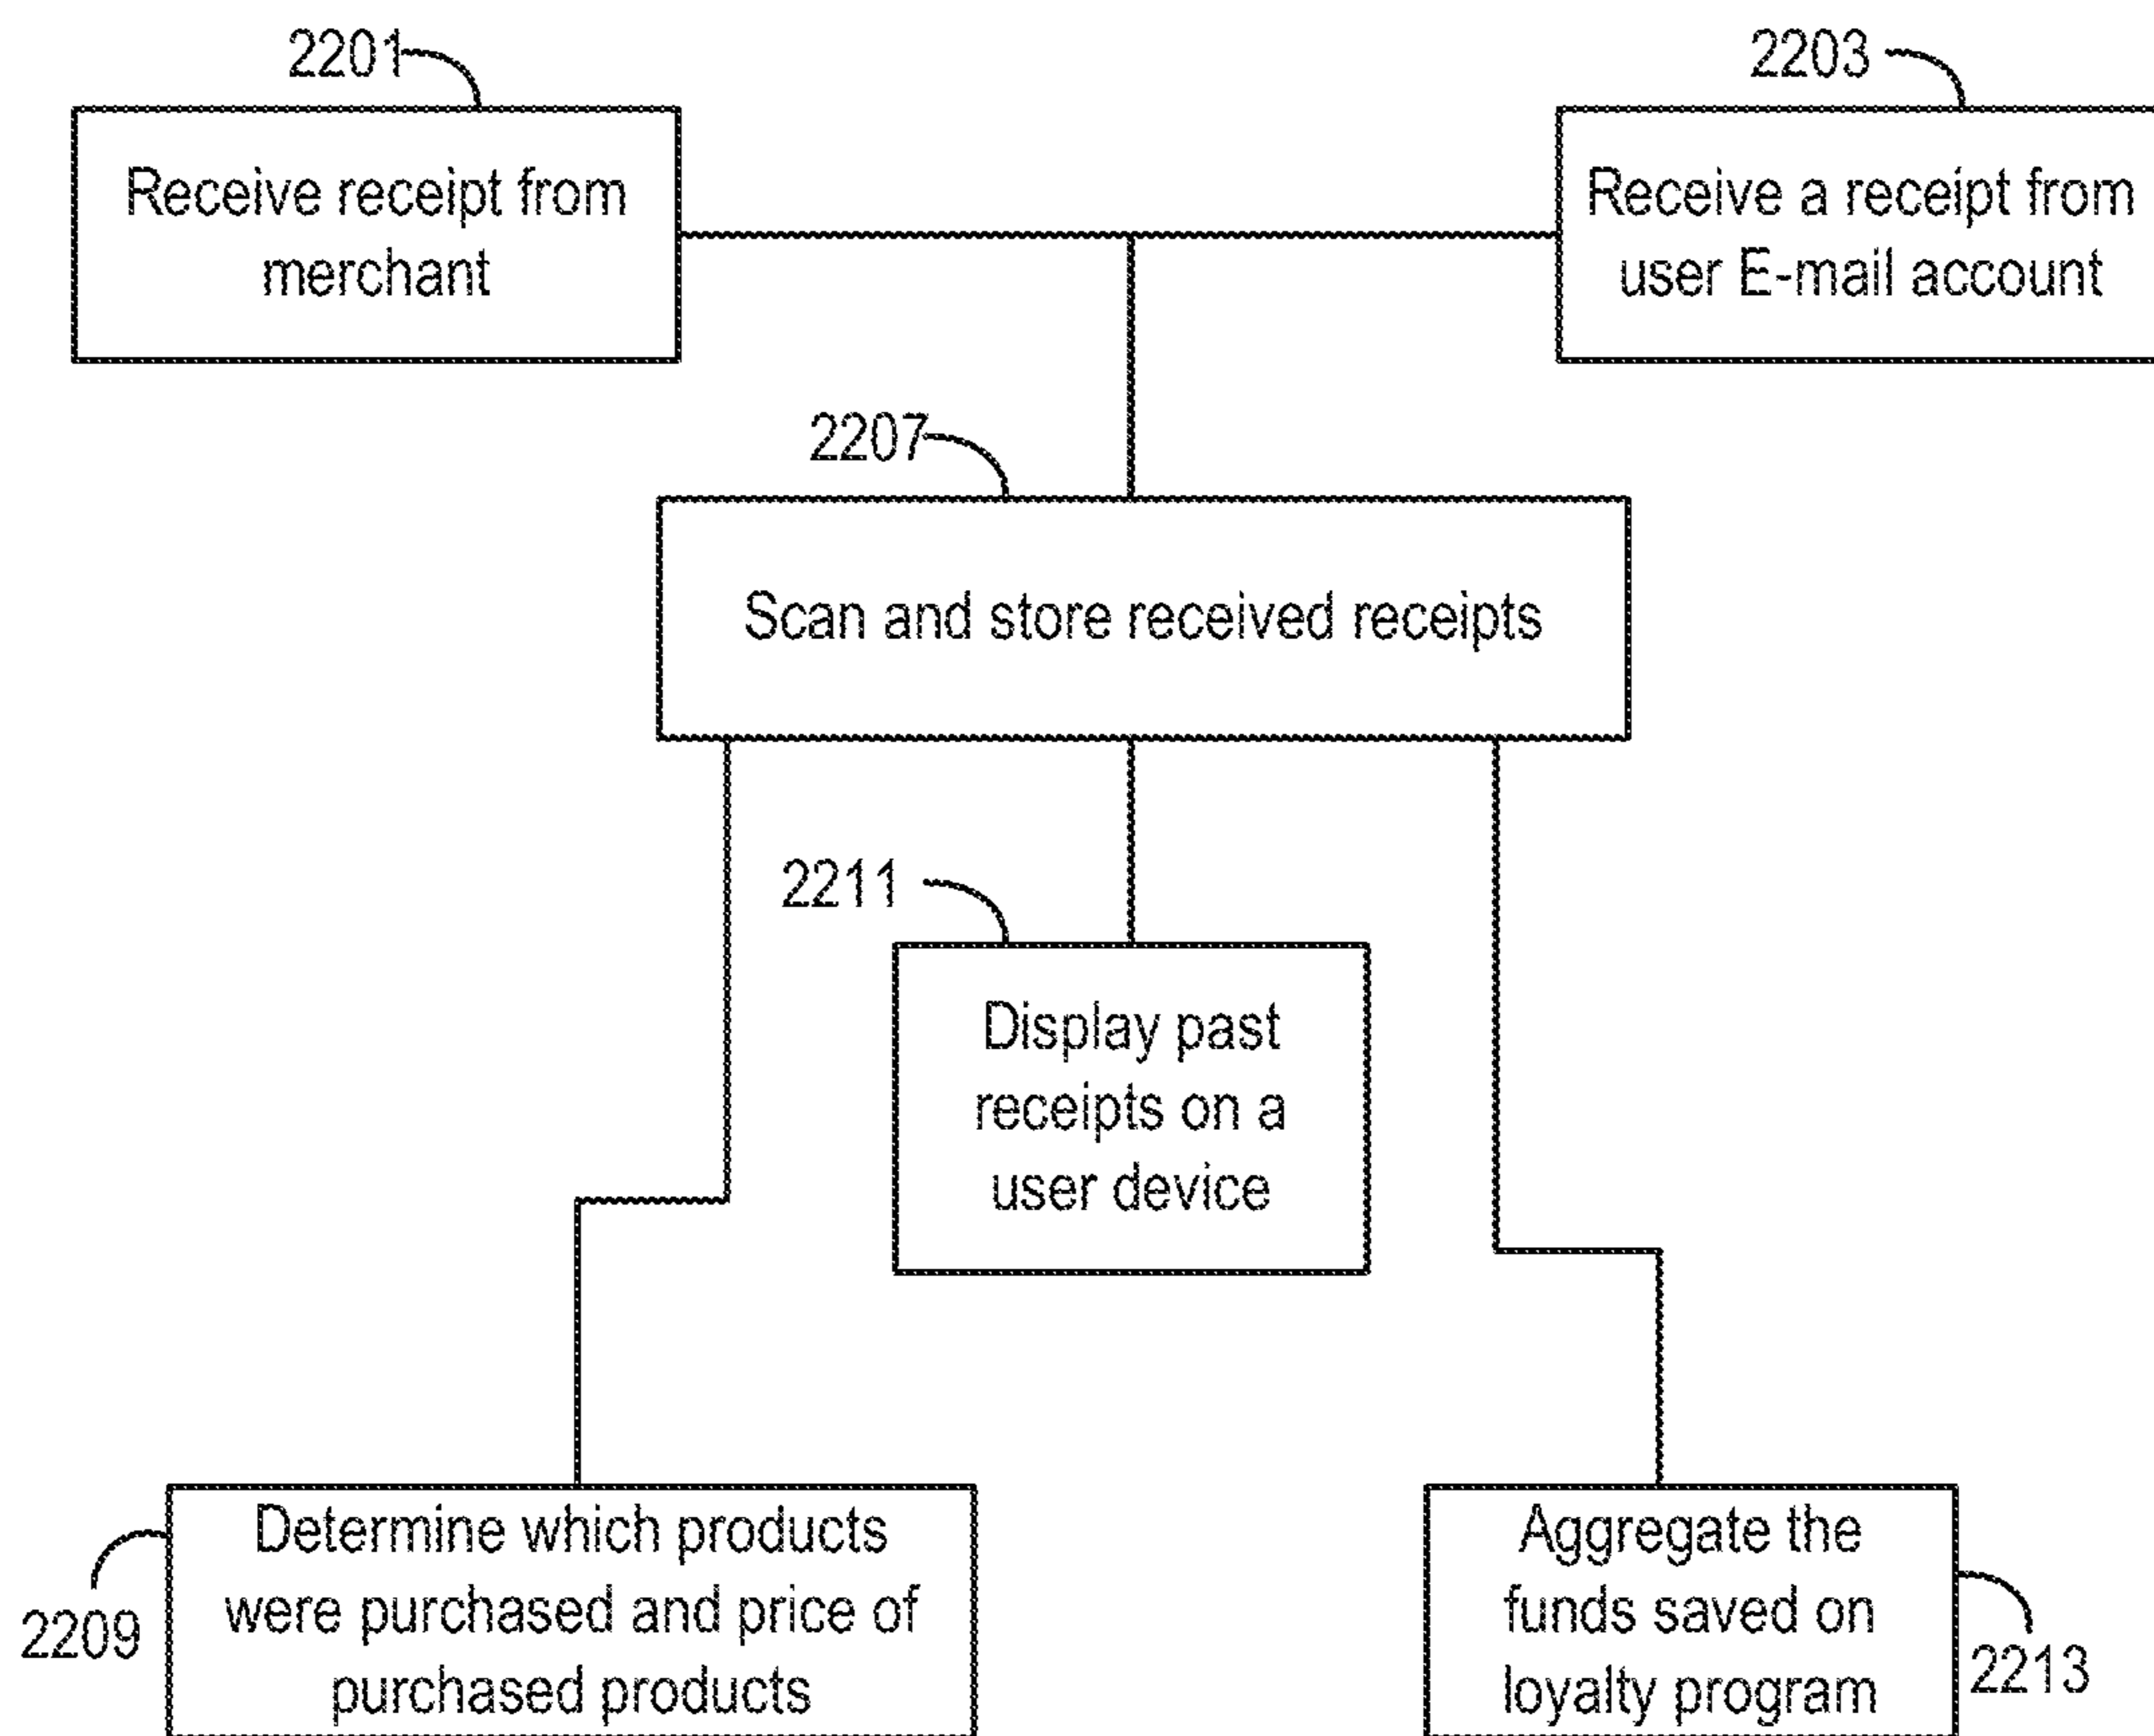 2201
2203
Receive receipt from
merchant
Receive a receipt from
user E-mail account
2207
Scan and store received receipts
2211
Display past
receipts on a
user device
Determine which products
were purchased and price of
purchased products
2209
Aggregate the
funds saved on
loyalty program
2213